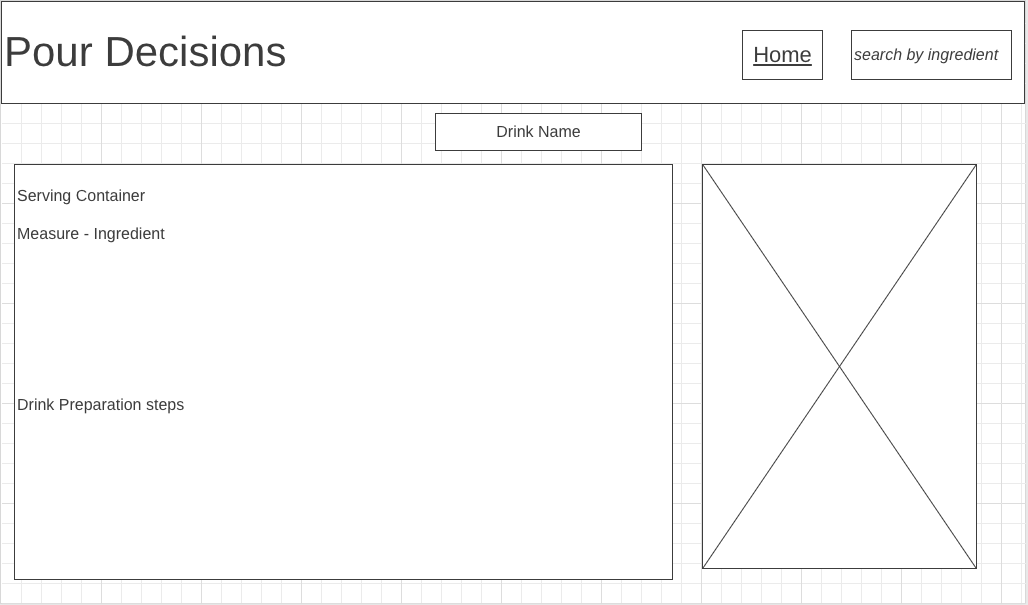 Pour Decisions
Home
search by ingredient
Drink Name
Serving Container
Measure - Ingredient
Drink Preparation steps